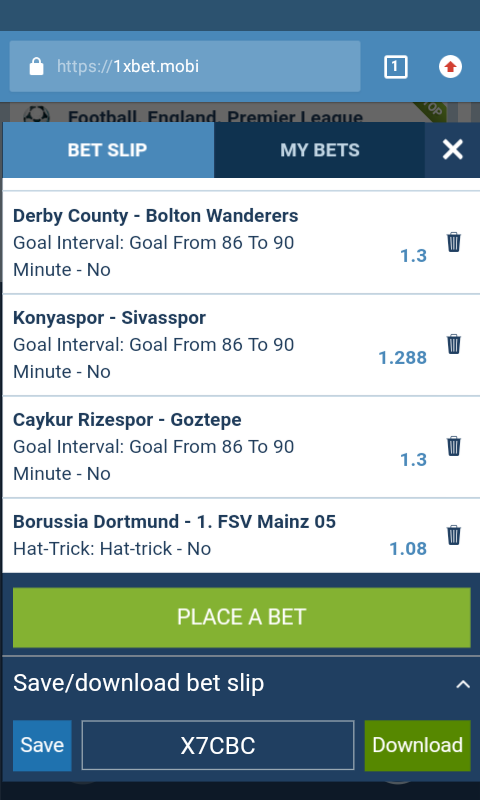 https://1xbet.mobi
1
Football. England. Premier League
TOP
BET SLIP
MY BETS
Derby County - Bolton Wanderers
Goal Interval: Goal From 86 To 90
Minute - No
1.3
Konyaspor - Sivasspor
Goal Interval: Goal From 86 To 90
Minute - No
1.288
Caykur Rizespor - Goztepe
Goal Interval: Goal From 86 To 90
Minute - No
1.3
Borussia Dortmund - 1. FSV Mainz 05
Hat-Trick: Hat-trick - No
1.08
PLACE A BET
Save/download bet slip
Save
X7CBC
Download